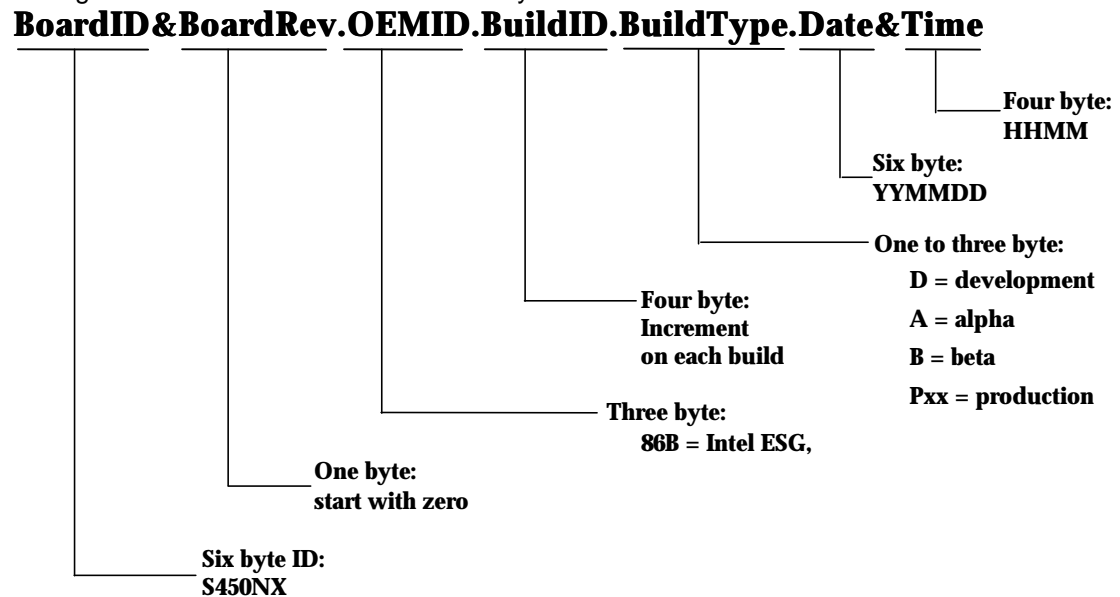 BoardID&BoardRev.OEMID.BuildID.BuildType.Date&Time
Four byte:
HHMM
Six byte:
YYMMDD
One to three byte:
D = development
A = alpha
B = beta
Pxx = production
Four byte:
Increment
on each build
Three byte:
86B = Intel ESG,
One byte:
start with zero
Six byte ID:
S450NX